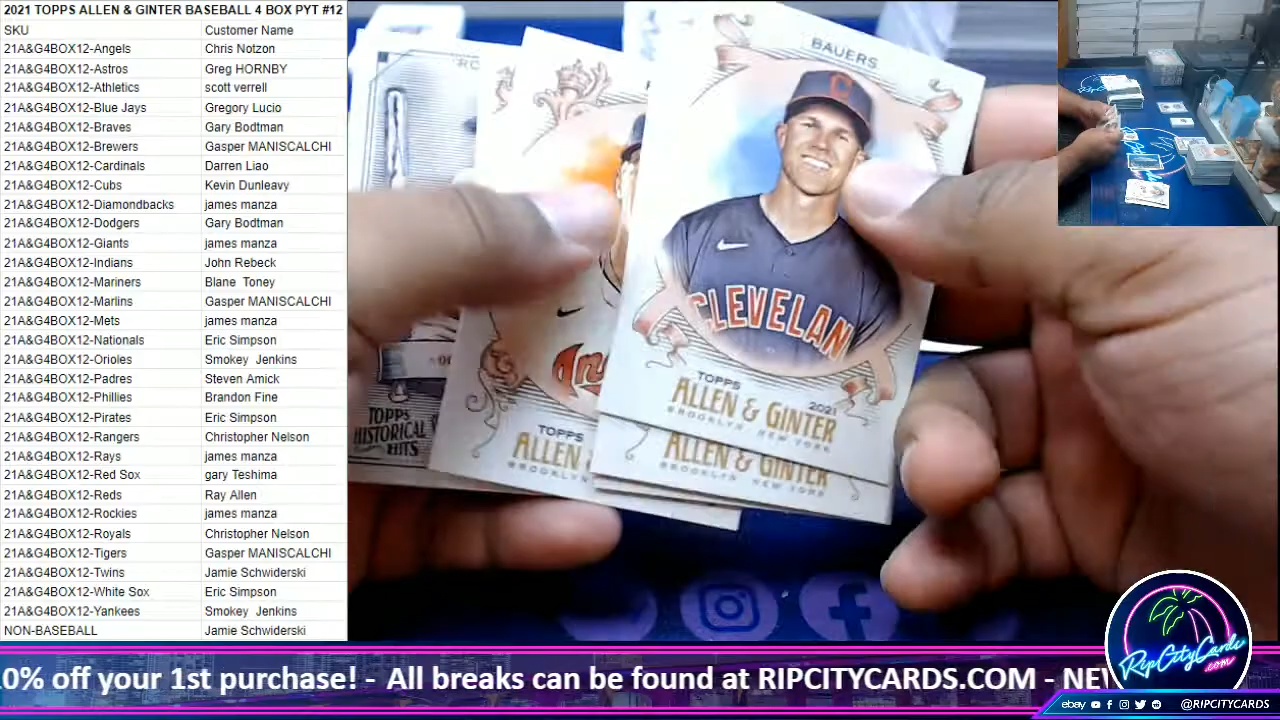 2021 TOPPS ALLEN & GINTER BASEBALL 4 BOX PYT #12
SKU Customer Name
21A&G4BOX12-Angels Chris Notzon
21A&G4BOX12-Astros Greg HORNBY
21A&G4BOX12-Athletics scott verrell
21A&G4BOX12-Blue Jays Gregory Lucio
21A&G4BOX12-Braves Gary Bodtman
21A&G4BOX12-Brewers Gasper MANISCALCHI
21A&G4BOX12-Cardinals Darren Liao
21A&G4BOX12-Cubs Kevin Dunleavy
21A&G4BOX12-Diamondbacks james manza
21A&G4BOX12-Dodgers Gary Bodtman
21A&G4BOX12-Giants james manza
21A&G4BOX12-Indians John Rebeck
21A&G4BOX12-Mariners Blane Toney
21A&G4BOX12-Marlins Gasper MANISCALCHI
21A&G4BOX12-Mets james manza
21A&G4BOX12-Nationals Eric Simpson
21A&G4BOX12-Orioles Smokey Jenkins
21A&G4BOX12-Padres Steven Amick
21A&G4BOX12-Phillies Brandon Fine
21A&G4BOX12-Pirates Eric Simpson
21A&G4BOX12-Rangers Christopher Nelson
21A&G4BOX12-Rays james manza
21A&G4BOX12-Red Sox gary Teshima
21A&G4BOX12-Reds Ray Allen
21A&G4BOX12-Rockies james manza
21A&G4BOX12-Royals Christopher Nelson
21A&G4BOX12-Tigers Gasper MANISCALCHI
21A&G4BOX12-Twins Jamie Schwiderski
21A&G4BOX12-White Sox Eric Simpson
21A&G4BOX12-Yankees Smokey Jenkins
NON-BASEBALL Jamie Schwiderski
BAUERS
CLEVELAN
TOPPS 2021
ALLEN & GINTER
BROOKLYN NEW YORK
ALLEN & GINTER
BROOKLYN NEW YORK
TOPPS
ALLEN &
BROOKLYN
TOPPS
HISTORICAL
HITS
RipCityCards
.com
0% off your 1st purchase! - All breaks can be found at RIPCITYCARDS.COM - NEW
ebay @RIPCITYCARDS